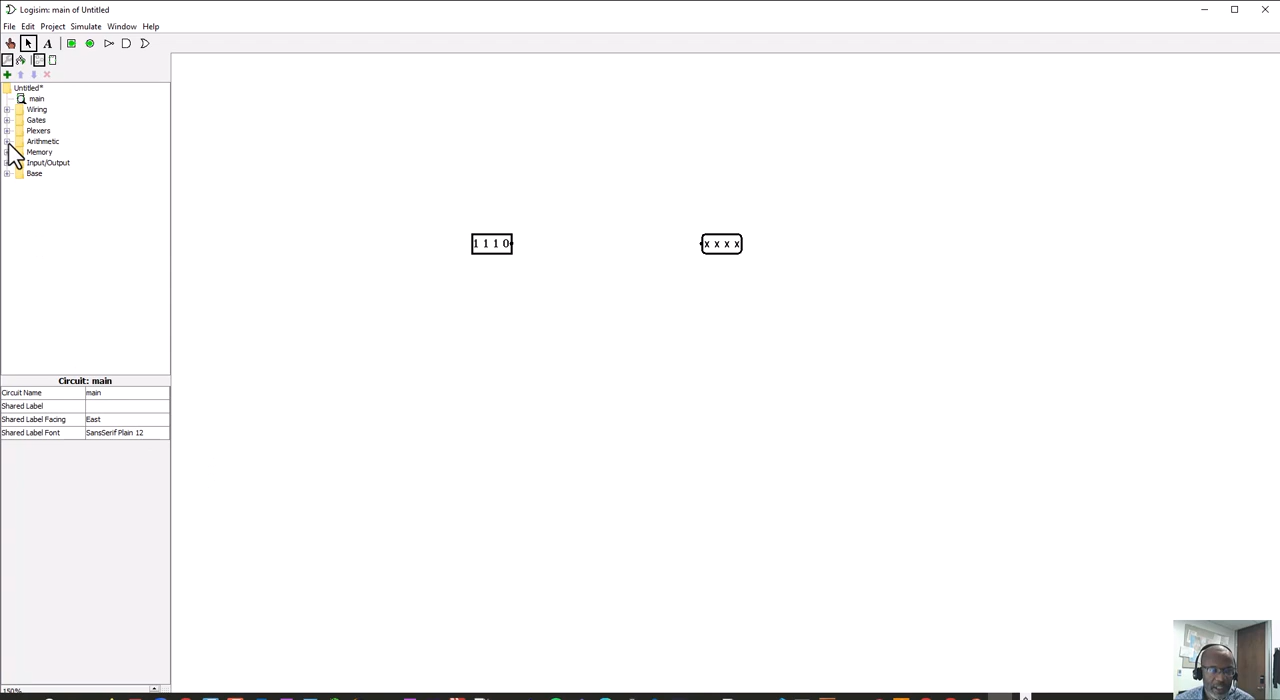 Logisim: main of Untitled
File Edit Project Simulate Window Help
A
Untitled*
main
Wiring
Gates
Plexers
Arithmetic
Memory
Input/Output
Base
1 1 1 0
x x x x
Circuit: main
Circuit Name main
Shared Label
Shared Label Facing East
Shared Label Font SansSerif Plain 12
150%